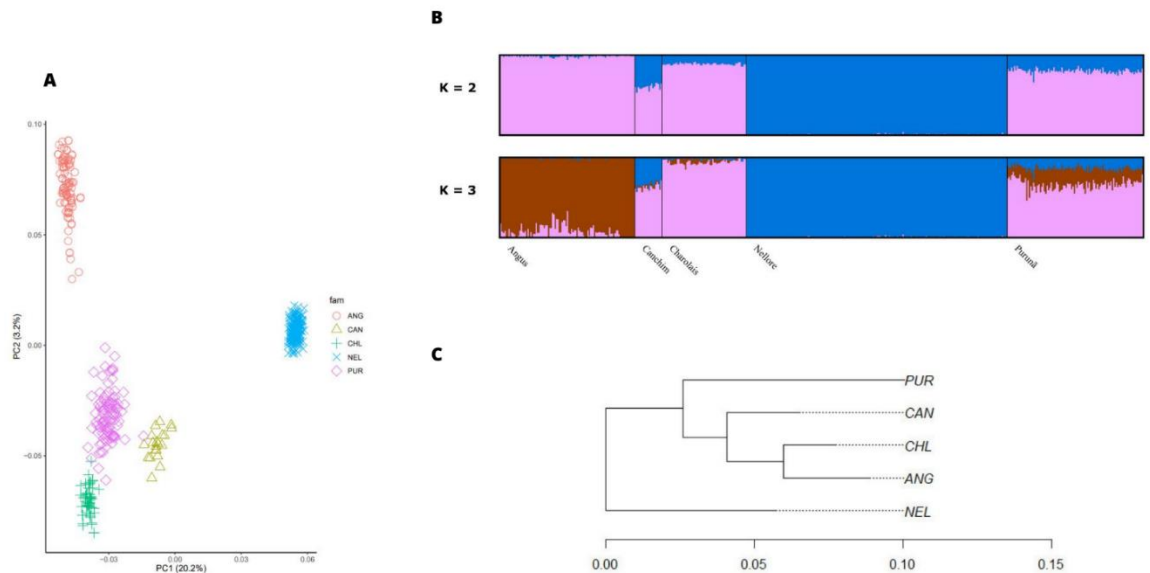 A
0.10
0.05
0.00
−0.05
−0.03
0.00
0.03
0.06
PC1 (20.2%)
PC2 (3.2%)
fam
ANG
CAN
CHL
NEL
PUR
B
K = 2
K = 3
Angus
Canchim
Charolais
Nellore
Purunã
C
PUR
CAN
CHL
ANG
NEL
0.00
0.05
0.10
0.15